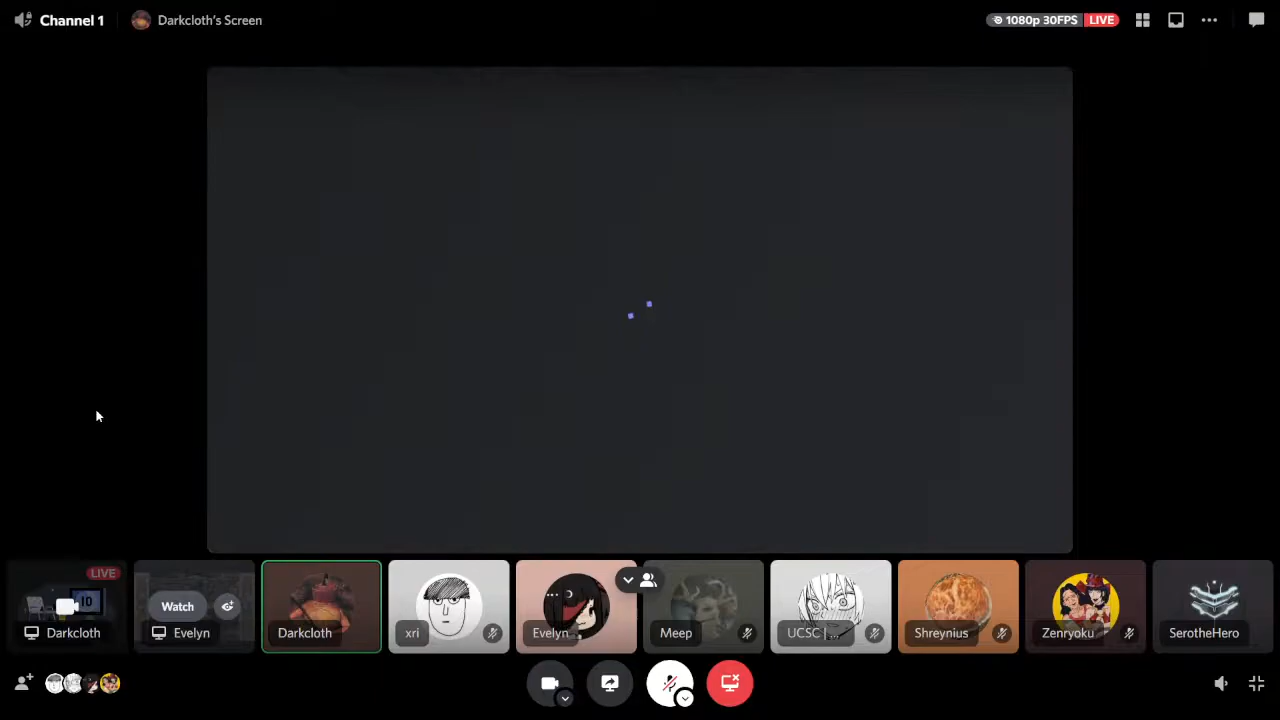 Channel 1
Darkcloth's Screen
1080p 30FPS LIVE
LIVE
Darkcloth
Watch
Evelyn
Darkcloth
xri
Evelyn
Meep
UCSC | ...
Shreynius
Zenryoku
SerotheHero